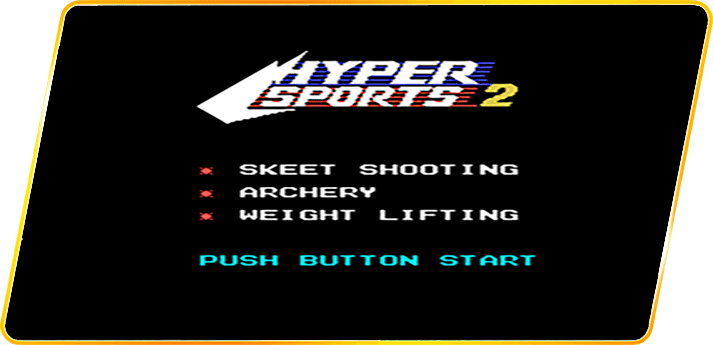 HYPER
SPORTS 2
SKEET SHOOTING
ARCHERY
WEIGHT LIFTING
PUSH BUTTON START